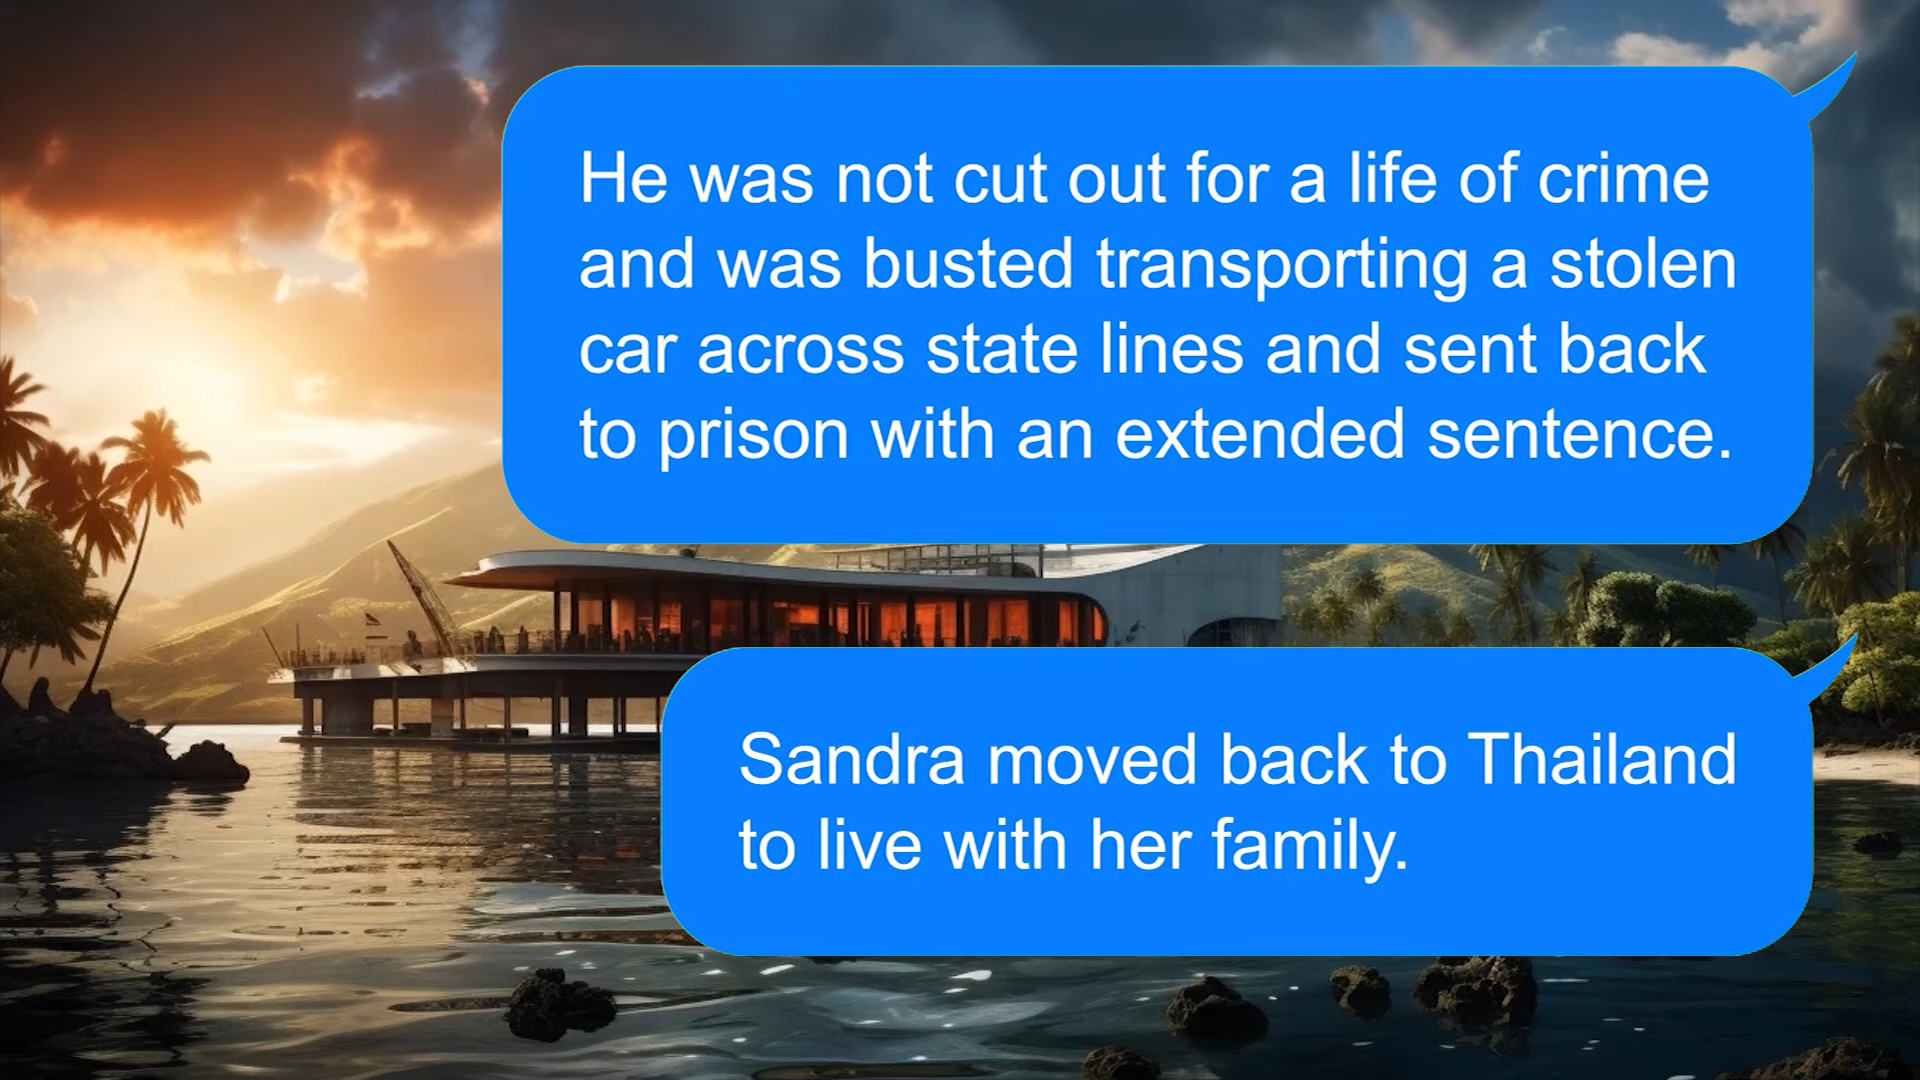 He was not cut out for a life of crime
and was busted transporting a stolen
car across state lines and sent back
to prison with an extended sentence.
Sandra moved back to Thailand
to live with her family.